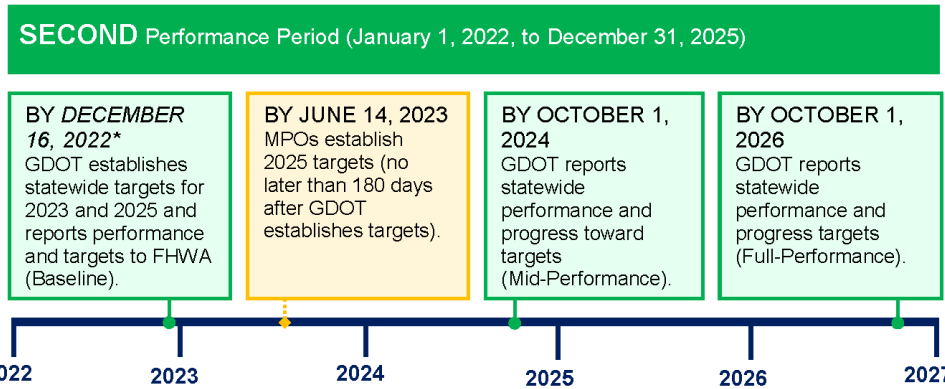 SECOND Performance Period (January 1, 2022, to December 31, 2025)
BY DECEMBER
16, 2022*
GDOT establishes
statewide targets for
2023 and 2025 and
reports performance
and targets to FHWA
(Baseline).
BY JUNE 14, 2023
MPOs establish
2025 targets (no
later than 180 days
after GDOT
establishes targets).
BY OCTOBER 1,
2024
GDOT reports
statewide
performance and
progress toward
targets
(Mid-Performance).
BY OCTOBER 1,
2026
GDOT reports
statewide
performance and
progress targets
(Full-Performance).
022
2023
2024
2025
2026
202